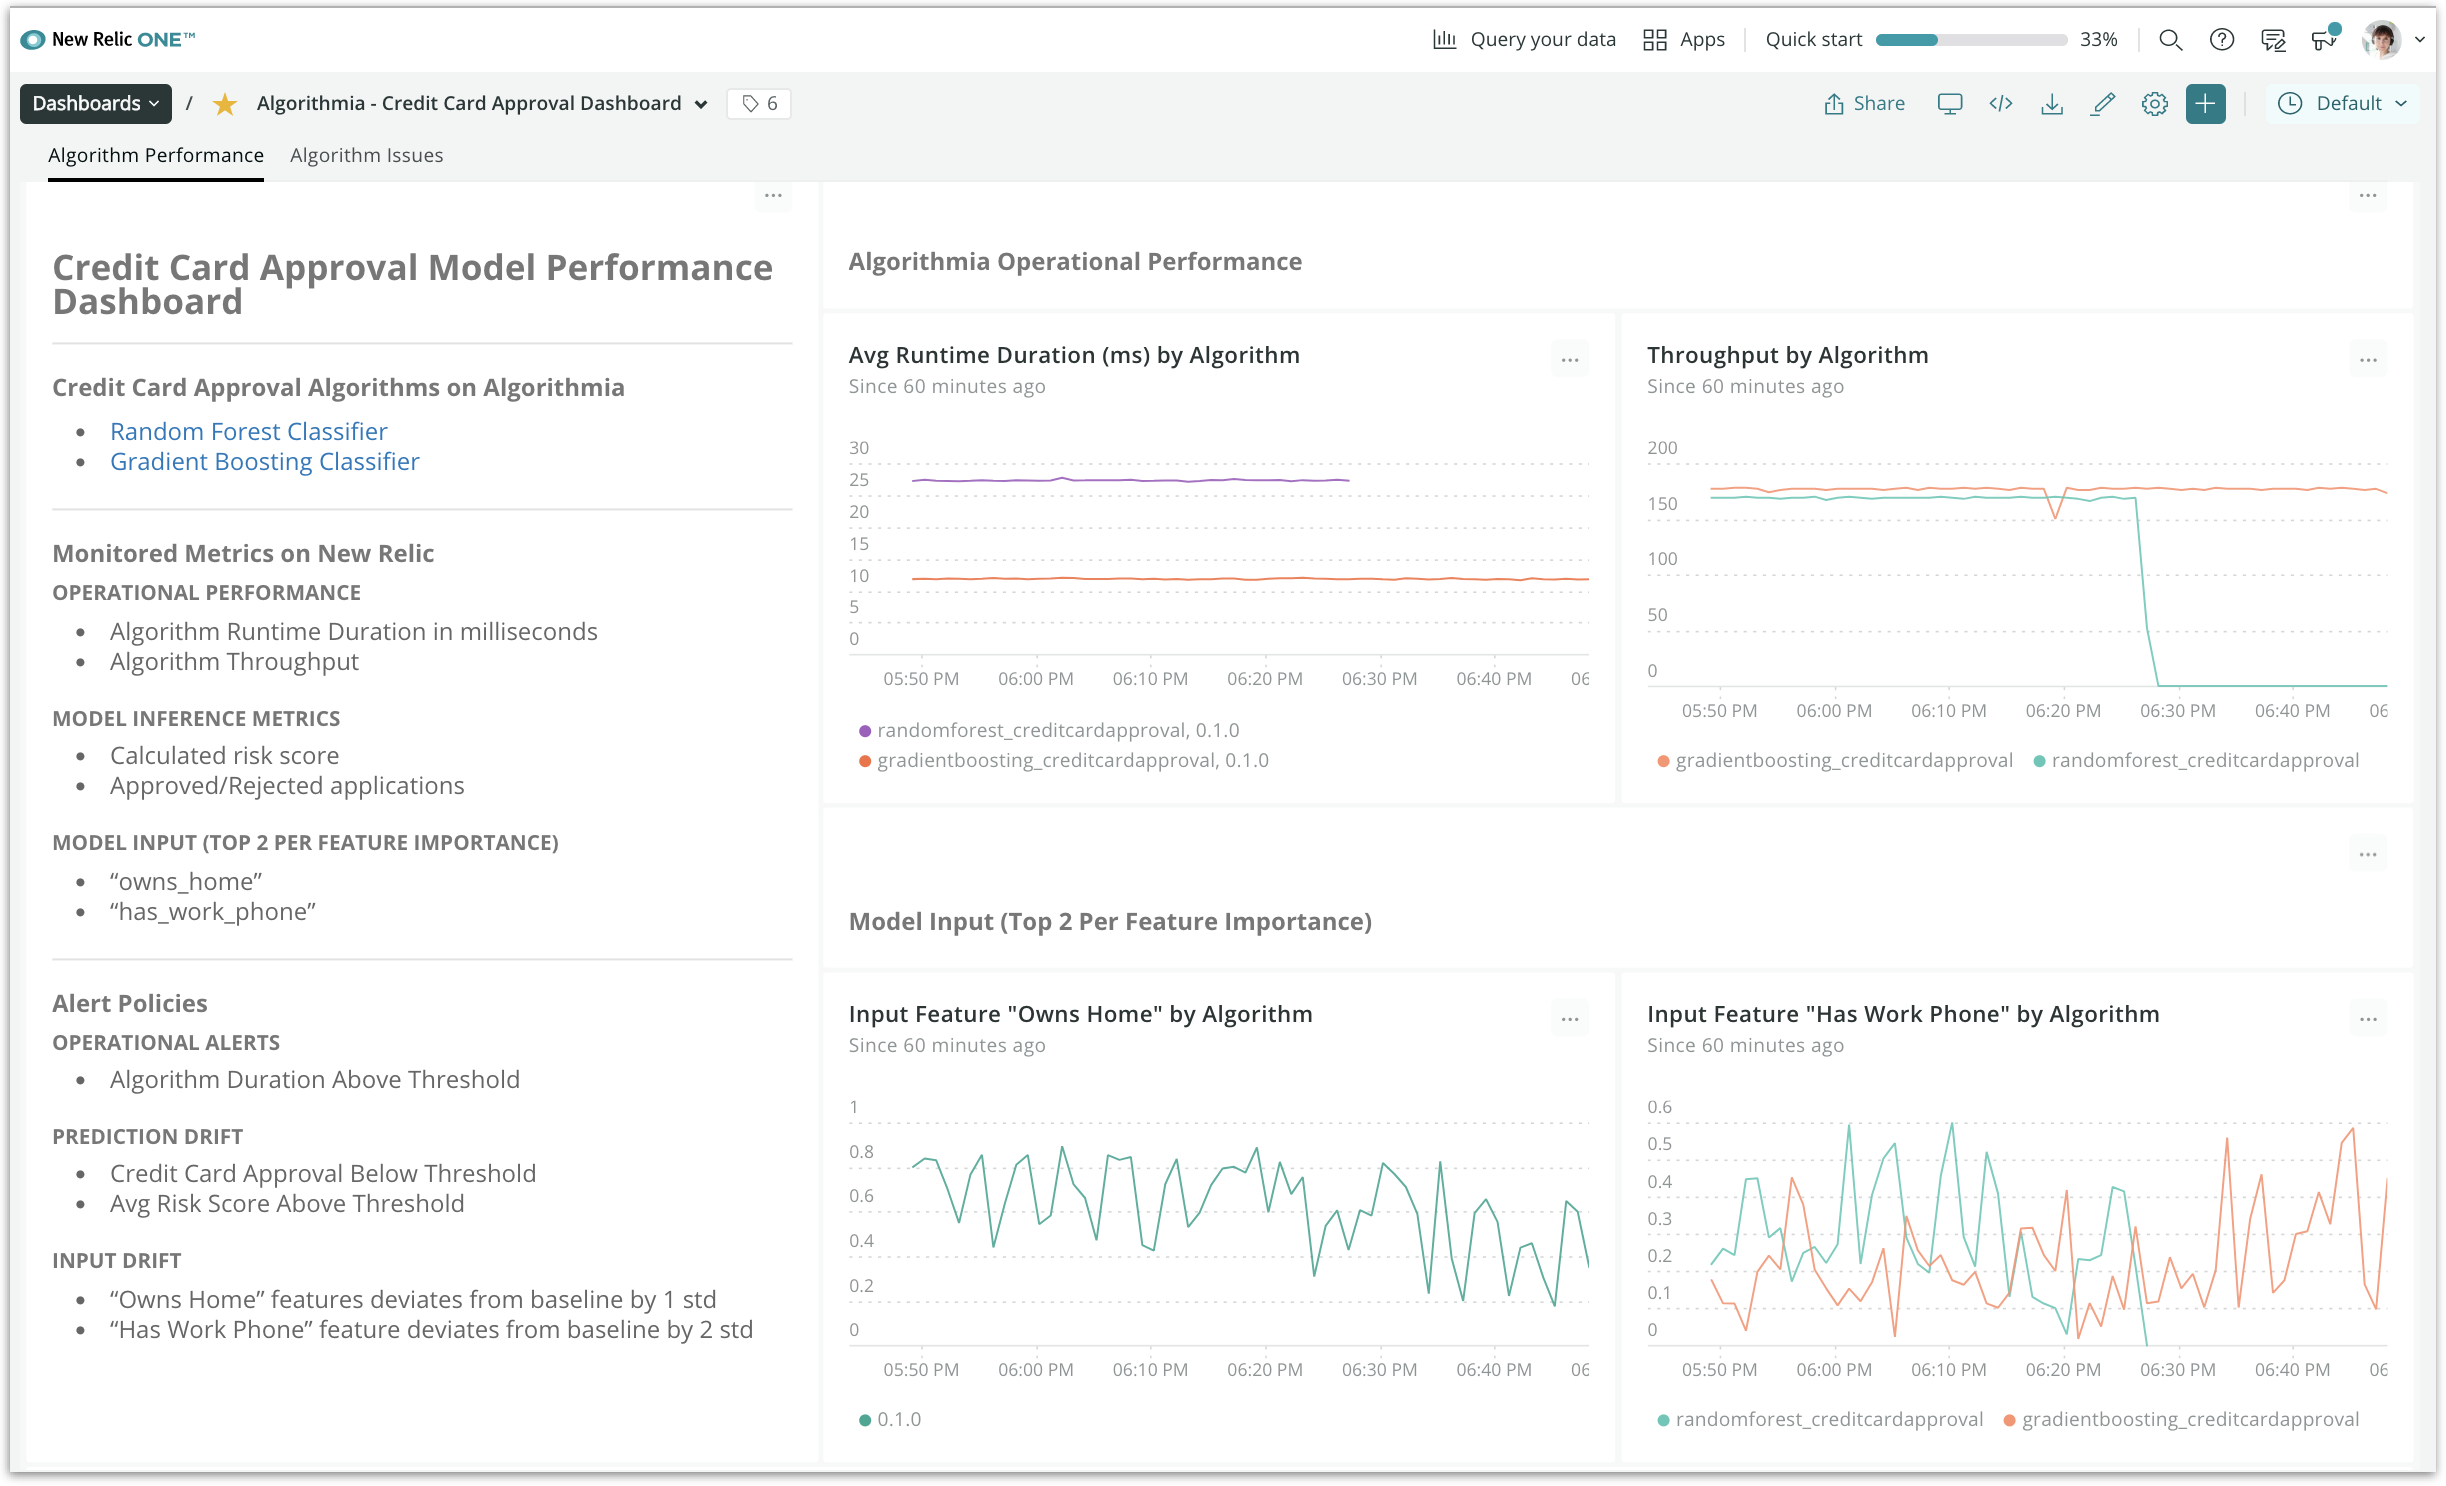 New Relic ONE™
Query your data
Apps
Quick start
33%
Dashboards
/
Algorithmia - Credit Card Approval Dashboard
6
Share
Default
Algorithm Performance
Algorithm Issues
Credit Card Approval Model Performance
Dashboard
Credit Card Approval Algorithms on Algorithmia
• Random Forest Classifier
• Gradient Boosting Classifier
Monitored Metrics on New Relic
OPERATIONAL PERFORMANCE
• Algorithm Runtime Duration in milliseconds
• Algorithm Throughput
MODEL INFERENCE METRICS
• Calculated risk score
• Approved/Rejected applications
MODEL INPUT (TOP 2 PER FEATURE IMPORTANCE)
• “owns_home”
• “has_work_phone”
Alert Policies
OPERATIONAL ALERTS
• Algorithm Duration Above Threshold
PREDICTION DRIFT
• Credit Card Approval Below Threshold
• Avg Risk Score Above Threshold
INPUT DRIFT
• “Owns Home” features deviates from baseline by 1 std
• “Has Work Phone” feature deviates from baseline by 2 std
Algorithmia Operational Performance
Avg Runtime Duration (ms) by Algorithm
Since 60 minutes ago
30
25
20
15
10
5
0
05:50 PM 06:00 PM 06:10 PM 06:20 PM 06:30 PM 06:40 PM 06
randomforest_creditcardapproval, 0.1.0
gradientboosting_creditcardapproval, 0.1.0
Throughput by Algorithm
Since 60 minutes ago
200
150
100
50
0
05:50 PM 06:00 PM 06:10 PM 06:20 PM 06:30 PM 06:40 PM 06
gradientboosting_creditcardapproval randomforest_creditcardapproval
Model Input (Top 2 Per Feature Importance)
Input Feature "Owns Home" by Algorithm
Since 60 minutes ago
1
0.8
0.6
0.4
0.2
0
05:50 PM 06:00 PM 06:10 PM 06:20 PM 06:30 PM 06:40 PM 06
0.1.0
Input Feature "Has Work Phone" by Algorithm
Since 60 minutes ago
0.6
0.5
0.4
0.3
0.2
0.1
0
05:50 PM 06:00 PM 06:10 PM 06:20 PM 06:30 PM 06:40 PM 06
randomforest_creditcardapproval gradientboosting_creditcardapproval